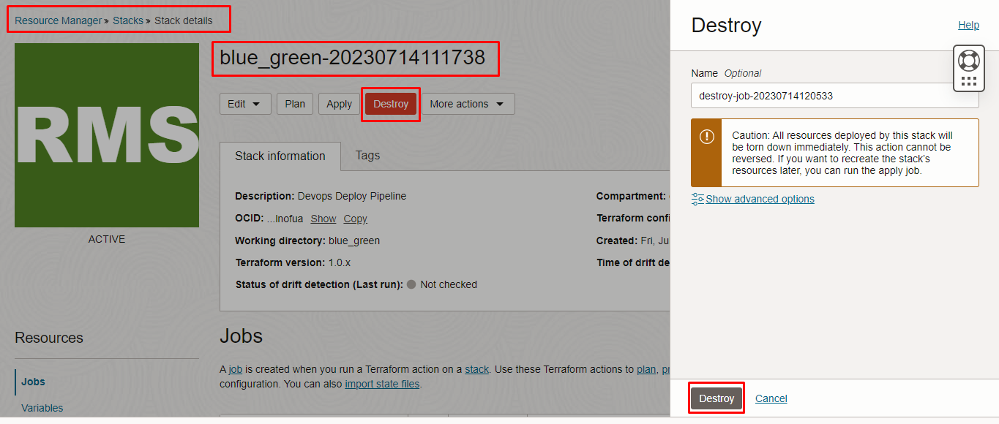 Resource Manager » Stacks » Stack details
RMS
ACTIVE
blue_green-20230714111738
Edit Plan Apply Destroy More actions
Stack information Tags
Description: Devops Deploy Pipeline
OCID: ...lnofua Show Copy
Working directory: blue_green
Terraform version: 1.0.x
Status of drift detection (Last run): Not checked
Compartment:
Terraform confi
Created: Fri, Ju
Time of drift de
Resources
Jobs
Variables
Jobs
A job is created when you run a Terraform action on a stack. Use these Terraform actions to plan, pr
configuration. You can also import state files.
Destroy
Help
Name Optional
destroy-job-20230714120533
Caution: All resources deployed by this stack will
be torn down immediately. This action cannot be
reversed. If you want to recreate the stack's
resources later, you can run the apply job.
Show advanced options
Destroy Cancel